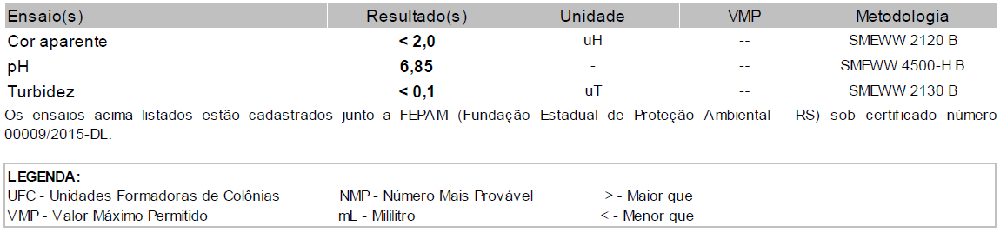 Ensaio(s) Resultado(s) Unidade VMP Metodologia
Cor aparente < 2,0 uH -- SMEWW 2120 B
pH 6,85 - -- SMEWW 4500-H B
Turbidez < 0,1 uT -- SMEWW 2130 B
Os ensaios acima listados estão cadastrados junto a FEPAM (Fundação Estadual de Proteção Ambiental - RS) sob certificado número
00009/2015-DL.
LEGENDA:
UFC - Unidades Formadoras de Colônias NMP - Número Mais Provável > - Maior que
VMP - Valor Máximo Permitido mL - Mililitro < - Menor que